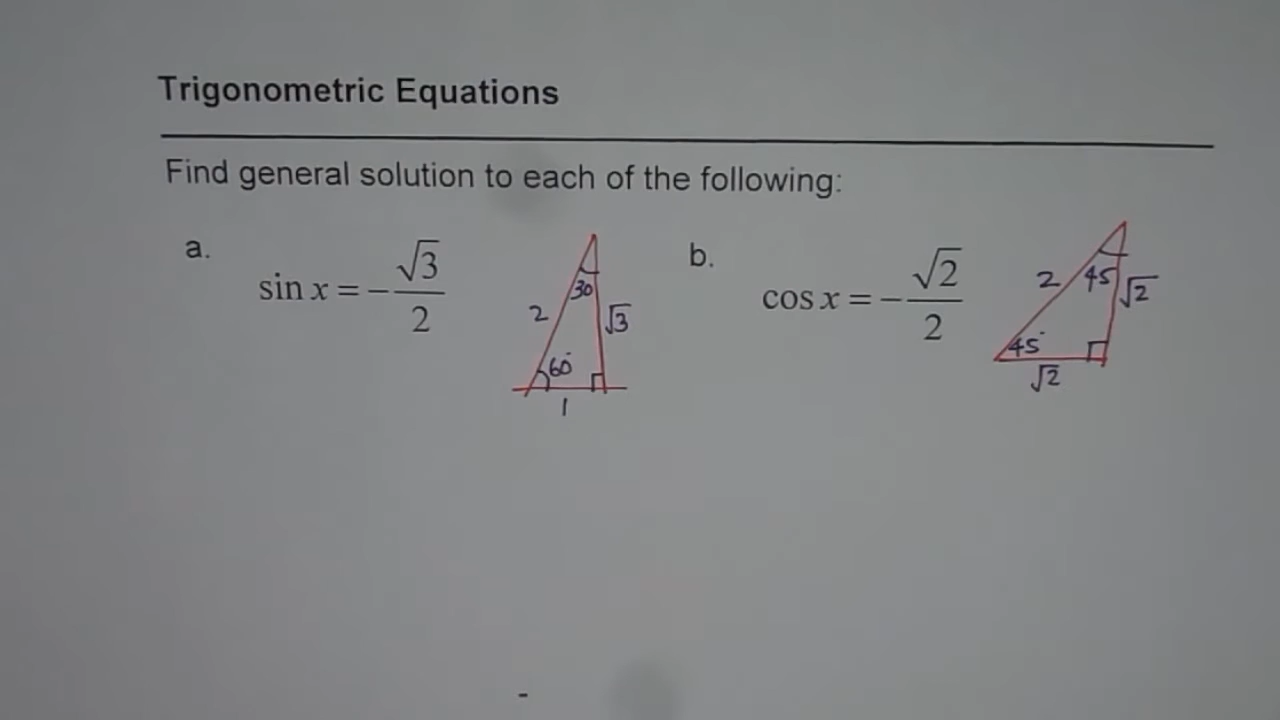 Trigonometric Equations
Find general solution to each of the following:
a.
sin x = -√3/2
2
30
√3
60°
1
b.
cos x = -√2/2
2
45
√2
45°
√2